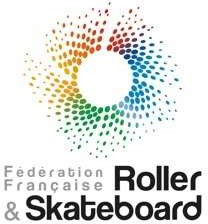 Fédération
Française Roller
& Skateboard